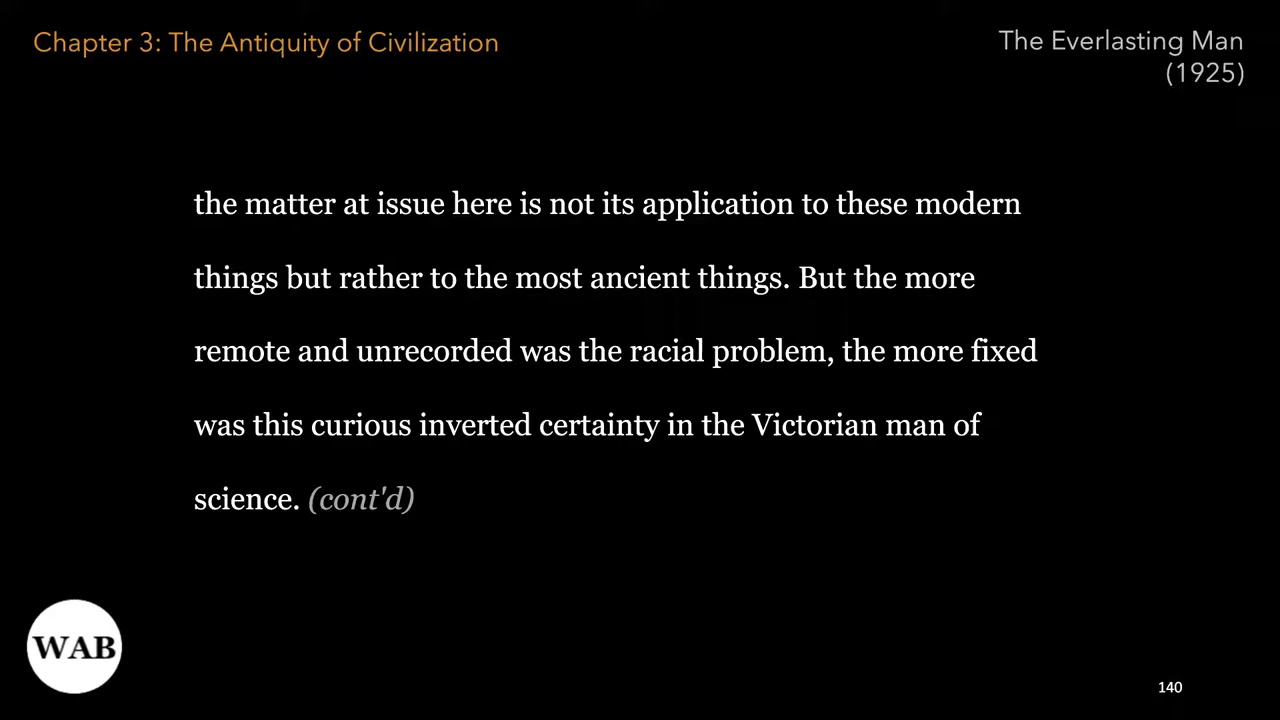 Chapter 3: The Antiquity of Civilization
The Everlasting Man
(1925)
the matter at issue here is not its application to these modern
things but rather to the most ancient things. But the more
remote and unrecorded was the racial problem, the more fixed
was this curious inverted certainty in the Victorian man of
science. (cont'd)
WAB
140